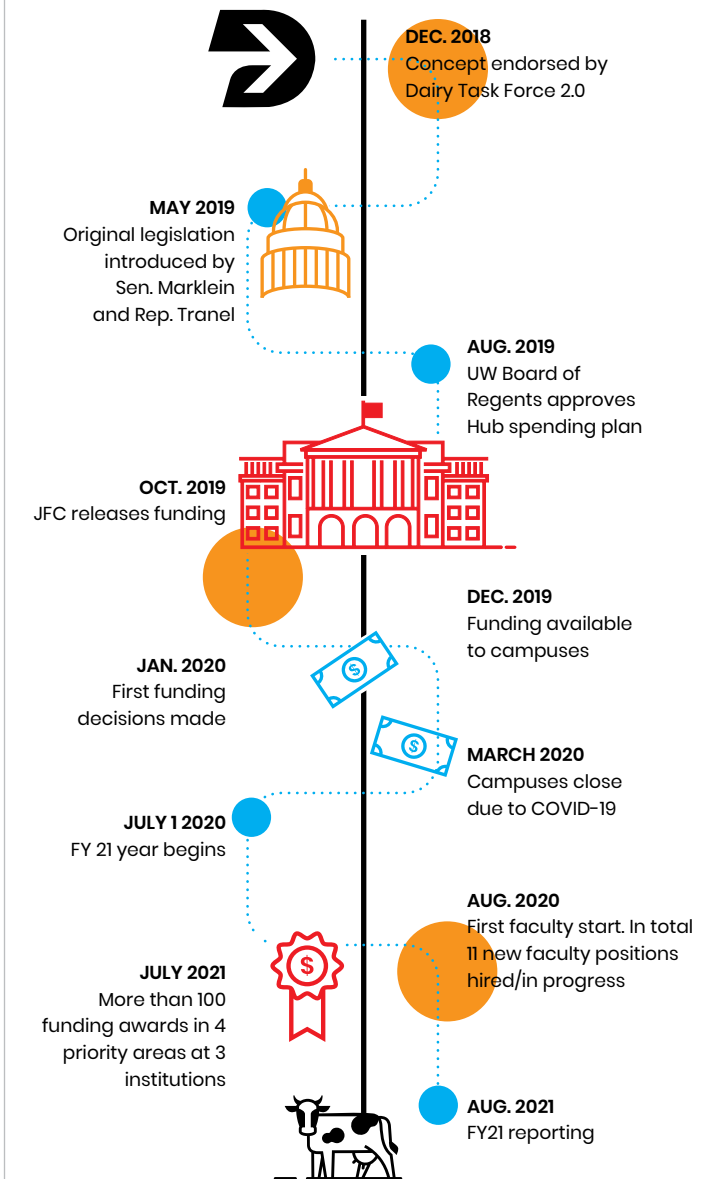 DEC. 2018
Concept endorsed by
Dairy Task Force 2.0
MAY 2019
Original legislation
introduced by
Sen. Marklein
and Rep. Tranel
AUG. 2019
UW Board of
Regents approves
Hub spending plan
OCT. 2019
JFC releases funding
DEC. 2019
Funding available
to campuses
JAN. 2020
First funding
decisions made
$
$
MARCH 2020
Campuses close
due to COVID-19
JULY 1 2020
FY 21 year begins
AUG. 2020
First faculty start. In total
11 new faculty positions
hired/in progress
$
JULY 2021
More than 100
funding awards in 4
priority areas at 3
institutions
AUG. 2021
FY21 reporting